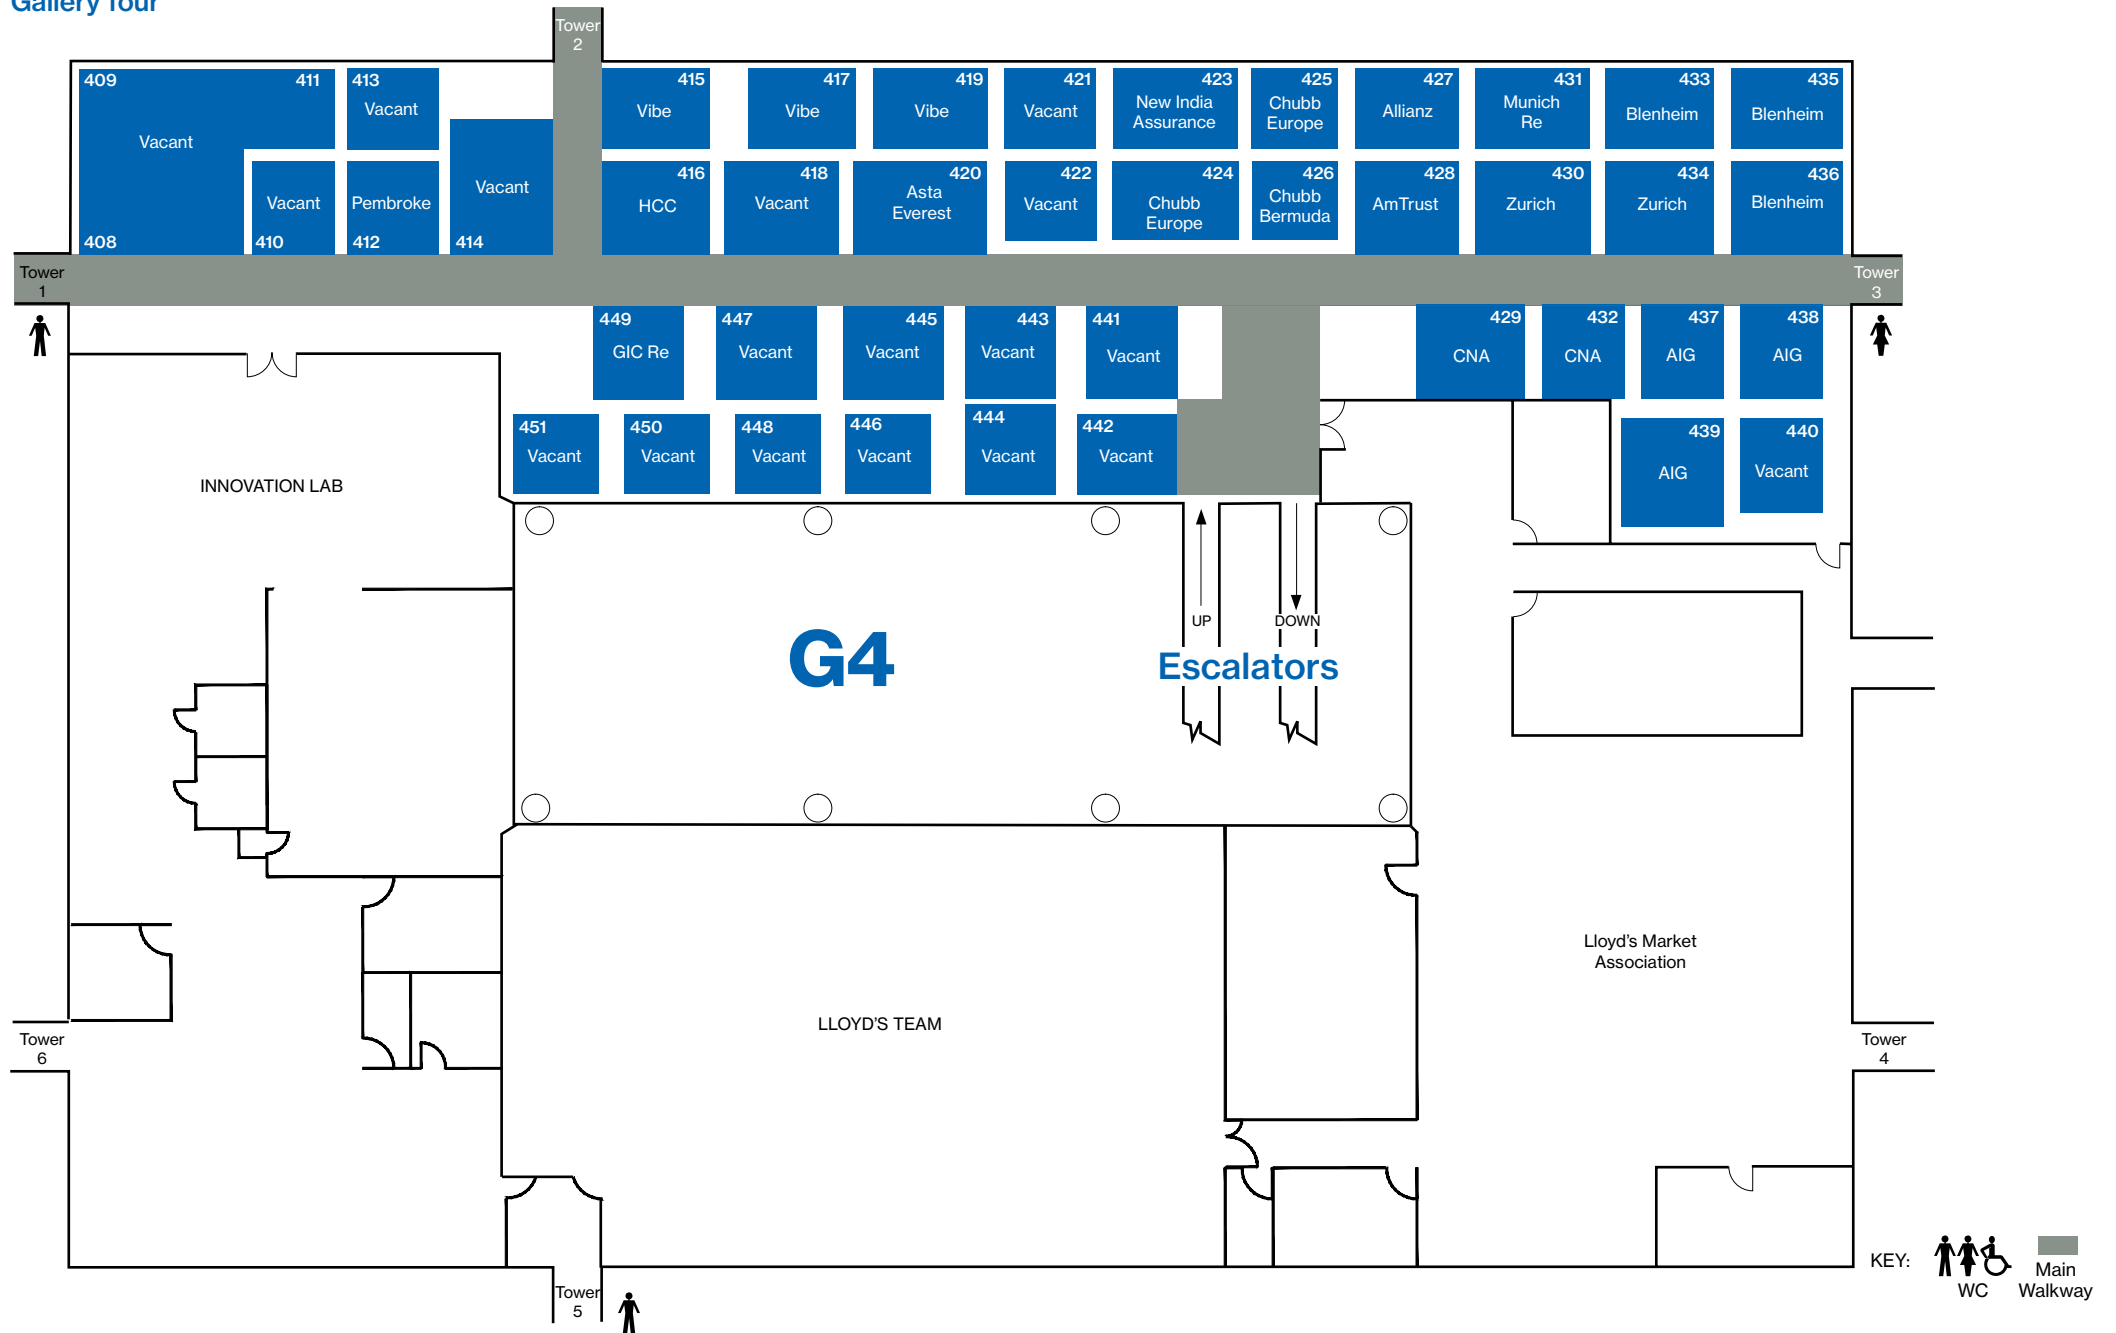 Gallery four
Tower
2
409
411
Vacant
408
413
Vacant
410
Vacant
412
Pembroke
414
Vacant
415
Vibe
417
Vibe
419
Vibe
421
Vacant
423
New India
Assurance
425
Chubb
Europe
427
Allianz
431
Munich
Re
433
Blenheim
435
Blenheim
416
HCC
418
Vacant
420
Asta
Everest
422
Vacant
424
Chubb
Europe
426
Chubb
Bermuda
428
AmTrust
430
Zurich
434
Zurich
436
Blenheim
Tower
1
Tower
3
449
GIC Re
447
Vacant
445
Vacant
443
Vacant
441
Vacant
429
CNA
432
CNA
437
AIG
438
AIG
451
Vacant
450
Vacant
448
Vacant
446
Vacant
444
Vacant
442
Vacant
439
AIG
440
Vacant
INNOVATION LAB
UP
DOWN
G4
Escalators
Lloyd's Market
Association
LLOYD'S TEAM
Tower
6
Tower
4
Tower
5
KEY:
WC
Main
Walkway